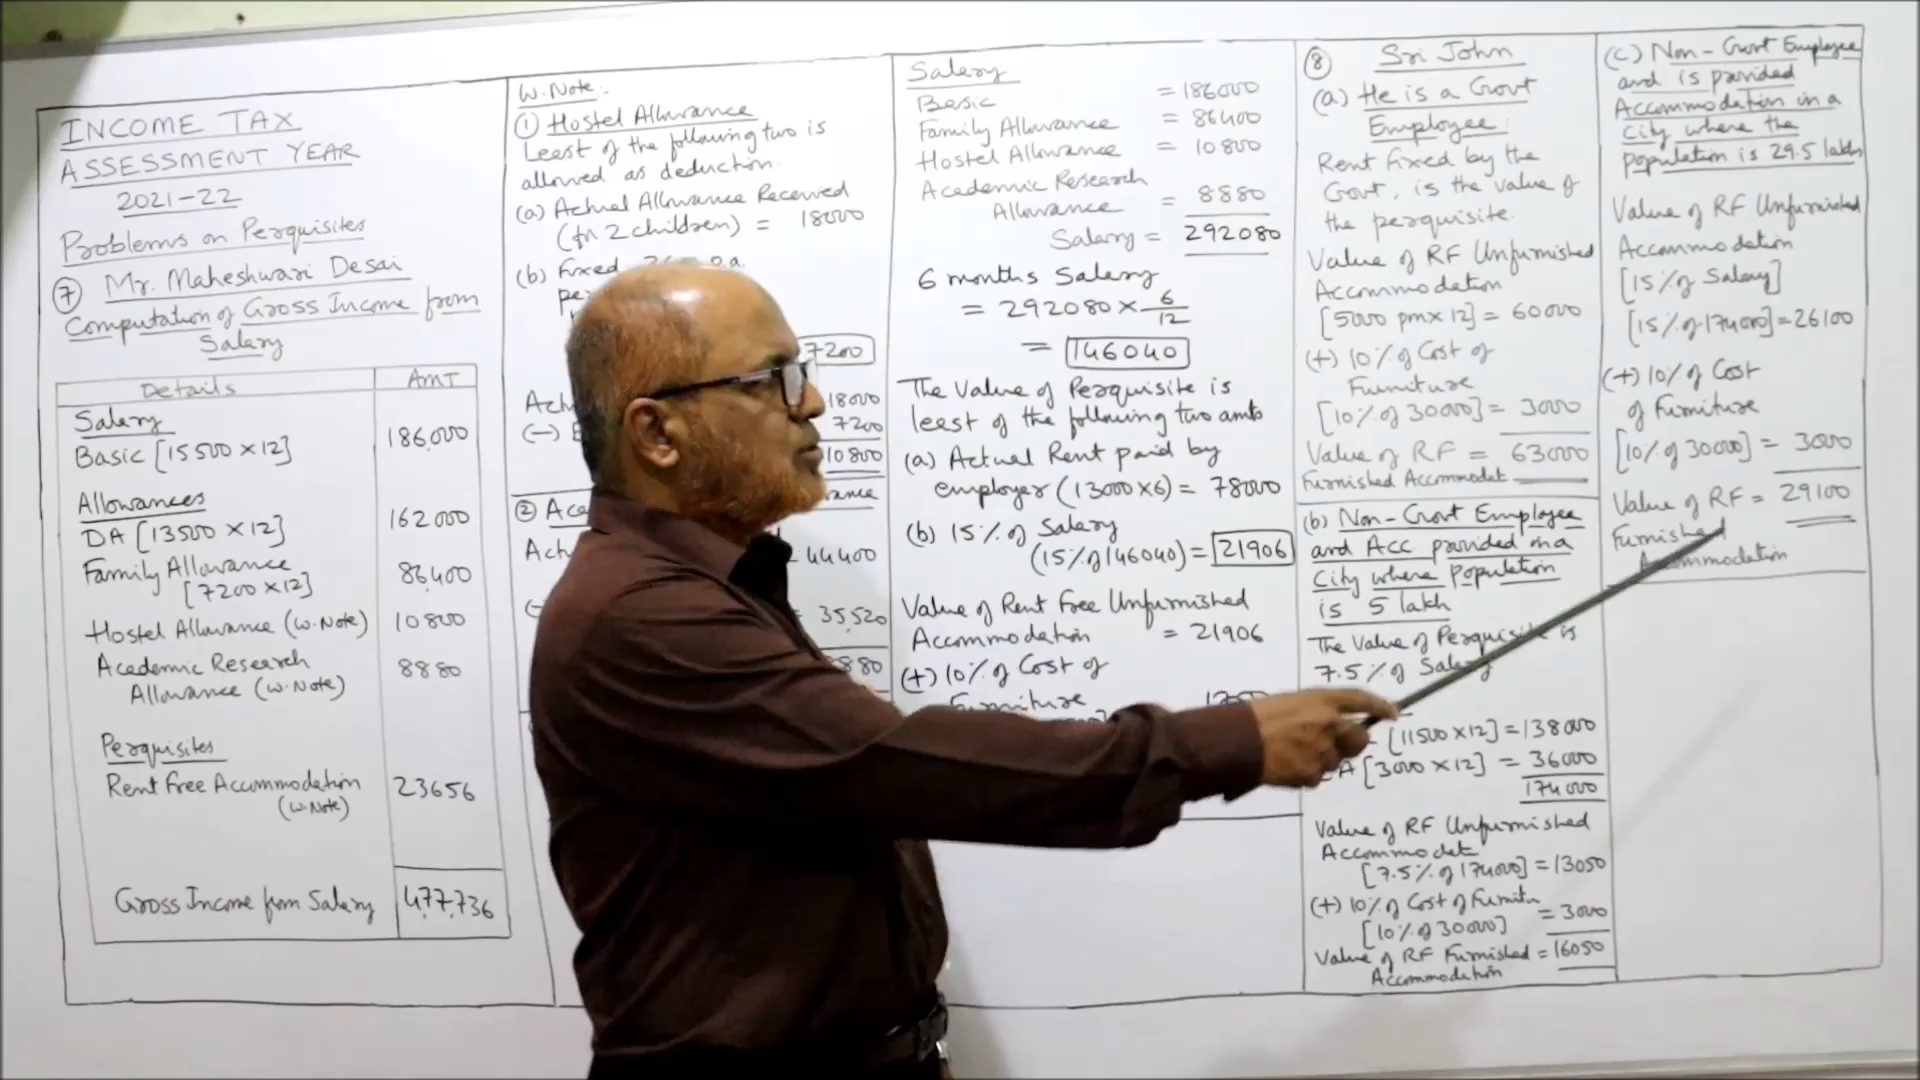 INCOME TAX
ASSESSMENT YEAR
2021-22
Problems on Perquisites
⑦ Mr. Maheshwari Desai
Computation of Gross Income from
Salary
Details AMT
Salary
Basic [15500 × 12] 186,000
Allowances
DA [13500 × 12] 162000
Family Allowance
[7200 × 12] 86,400
Hostel Allowance (W.Note) 10800
Academic Research
Allowance (W.Note) 8880
Perquisites
Rent Free Accommodation
(W.Note) 23656
Gross Income from Salary 4,77,736
W.Note:
① Hostel Allowance
Least of the following two is
allowed as deduction.
(a) Actual Allowance Received
(for 2 children) = 18000
(b) Fixed
7200
18000
(-) 7200
10800
②
44400
(-) = 35,520
8880
Salary
Basic = 186000
Family Allowance = 86400
Hostel Allowance = 10800
Academic Research
Allowance = 8880
Salary = 292080
6 months Salary
= 292080 × 6/12
= 146040
The Value of Perquisite is
least of the following two amts
(a) Actual Rent paid by
employer (13000×6) = 78000
(b) 15% of Salary
(15% of 146040) = 21906
Value of Rent Free Unfurnished
Accommodation = 21906
(+) 10% of Cost of
Furniture
⑧ Sri John
(a) He is a Govt
Employee:
Rent fixed by the
Govt. is the value of
the perquisite.
Value of RF Unfurnished
Accommodation
[5000 pm × 12] = 60000
(+) 10% of Cost of
Furniture
[10% of 30000] = 3000
Value of RF = 63000
Furnished Accommodat
(b) Non-Govt Employee
and Acc provided in a
City where Population
is 5 lakh
The Value of Perquisite is
7.5% of Salary
[11500 × 12] = 138000
[3000 × 12] = 36000
174000
Value of RF Unfurnished
Accommodat
[7.5% of 174000] = 13050
(+) 10% of Cost of Furnitu
[10% of 30000] = 3000
Value of RF Furnished = 16050
Accommodation
(c) Non-Govt Employee
and is provided
Accommodation in a
city where the
population is 29.5 lakhs
Value of RF Unfurnished
Accommodation
[15% of Salary]
[15% of 174000] = 26100
(+) 10% of Cost
of Furniture
[10% of 30000] = 3000
Value of RF = 29100
Furnished
Accommodation